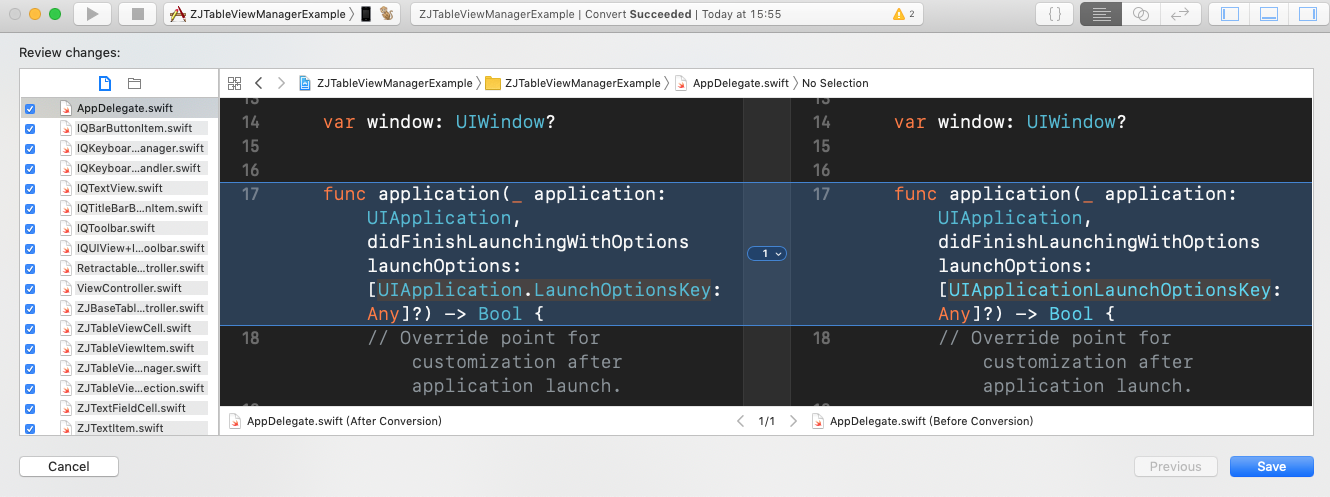 ZJTableViewManagerExample
ZJTableViewManagerExample | Convert Succeeded | Today at 15:55
2
{ }
Review changes:
ZJTableViewManagerExample
ZJTableViewManagerExample
AppDelegate.swift
No Selection
AppDelegate.swift
IQBarButtonItem.swift
IQKeyboar...anager.swift
IQKeyboar...andler.swift
IQTextView.swift
IQTitleBarB...nItem.swift
IQToolbar.swift
IQUIView+I...oolbar.swift
Retractable...troller.swift
ViewController.swift
ZJBaseTabl...troller.swift
ZJTableViewCell.swift
ZJTableViewItem.swift
ZJTableVie...nager.swift
ZJTableVie...ection.swift
ZJTextFieldCell.swift
ZJTextItem.swift
13
14 var window: UIWindow?
15
16
17 func application(_ application:
UIApplication,
didFinishLaunchingWithOptions
launchOptions:
[UIApplication.LaunchOptionsKey:
Any]?) -> Bool {
18 // Override point for
customization after
application launch.
1
13
14 var window: UIWindow?
15
16
17 func application(_ application:
UIApplication,
didFinishLaunchingWithOptions
launchOptions:
[UIApplicationLaunchOptionsKey:
Any]?) -> Bool {
18 // Override point for
customization after
application launch.
AppDelegate.swift (After Conversion)
1/1
AppDelegate.swift (Before Conversion)
Cancel
Previous
Save